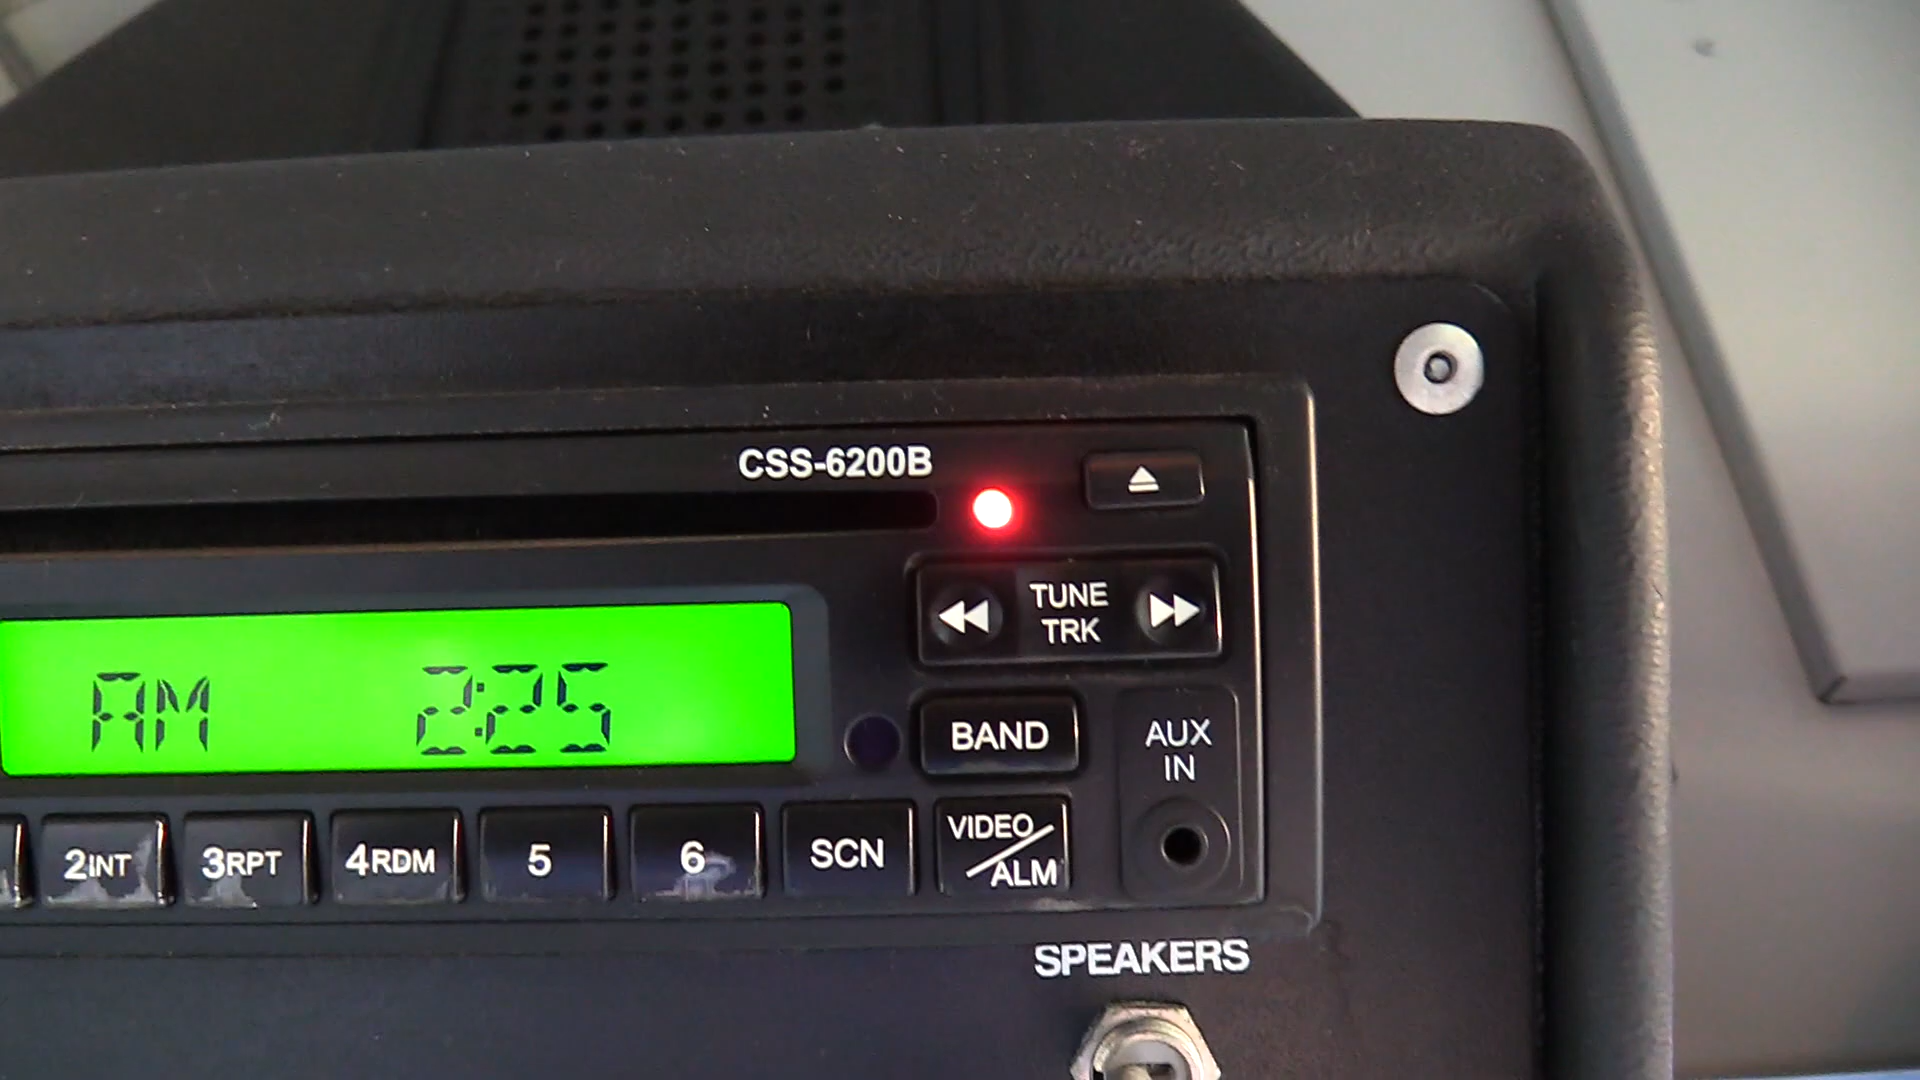 CSS-6200B
TUNE
TRK
AM 2:25
BAND
AUX
IN
2INT 3RPT 4RDM 5 6 SCN VIDEO/ALM
SPEAKERS